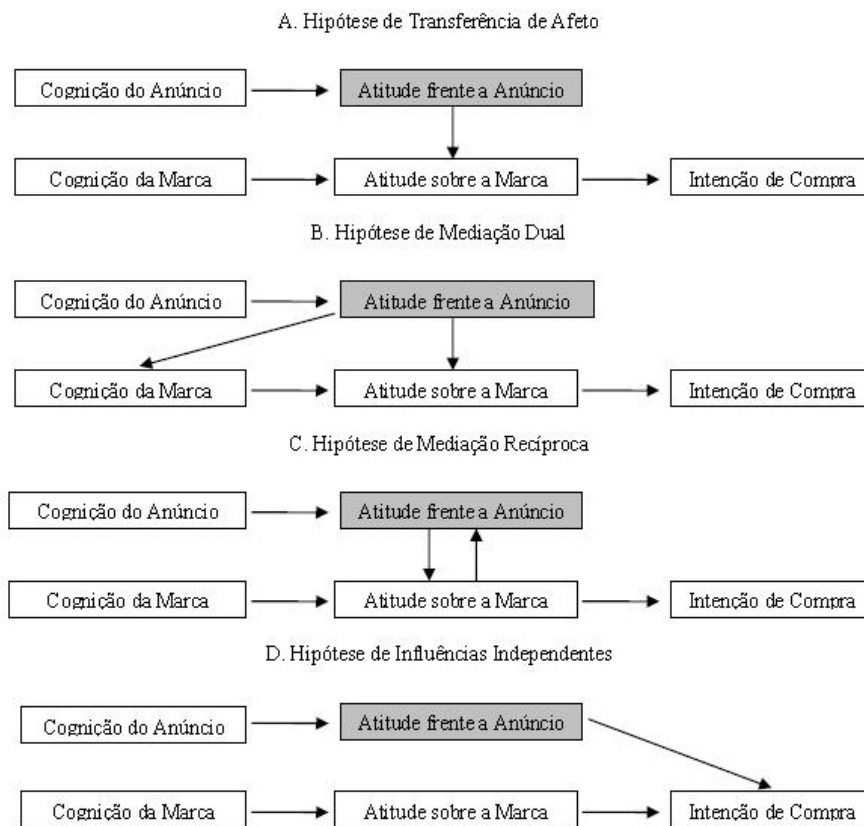 A. Hipótese de Transferência de Afeto
Cognição do Anúncio Atitude frente a Anúncio
Cognição da Marca Atitude sobre a Marca Intenção de Compra
B. Hipótese de Mediação Dual
Cognição do Anúncio Atitude frente a Anúncio
Cognição da Marca Atitude sobre a Marca Intenção de Compra
C. Hipótese de Mediação Recíproca
Cognição do Anúncio Atitude frente a Anúncio
Cognição da Marca Atitude sobre a Marca Intenção de Compra
D. Hipótese de Influências Independentes
Cognição do Anúncio Atitude frente a Anúncio
Cognição da Marca Atitude sobre a Marca Intenção de Compra